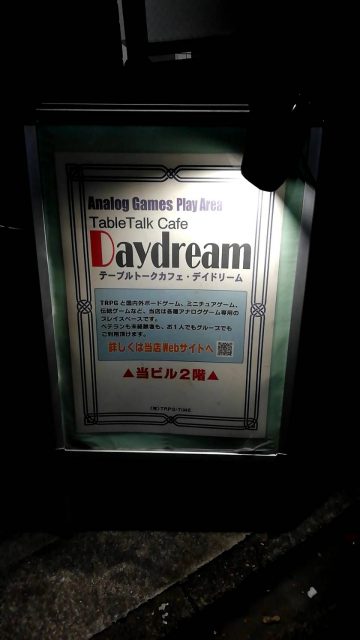 Analog Games Play Area
TableTalk Cafe
Daydream
テーブルトークカフェ・デイドリーム
TRPGと国内外ボードゲーム、ミニチュアゲーム、
伝統ゲームなど、当店は各種アナログゲーム専用の
プレイスペースです。
ベテランも未経験者も、お1人でもグループでも
ご利用頂けます。
詳しくは当店Webサイトへ
▲当ビル2階▲
(有)TRPG・TIME